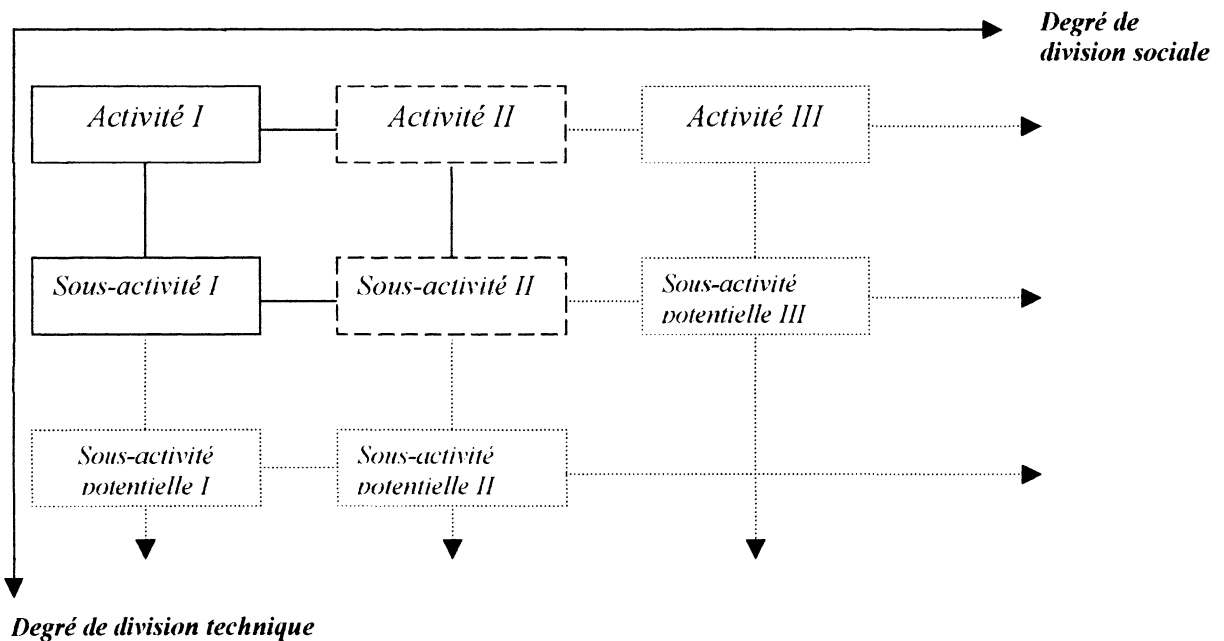 Degré de
division sociale
Activité I
Activité II
Activité III
Sous-activité I
Sous-activité II
Sous-activité
potentielle III
Sous-activité
potentielle I
Sous-activité
potentielle II
Degré de division technique